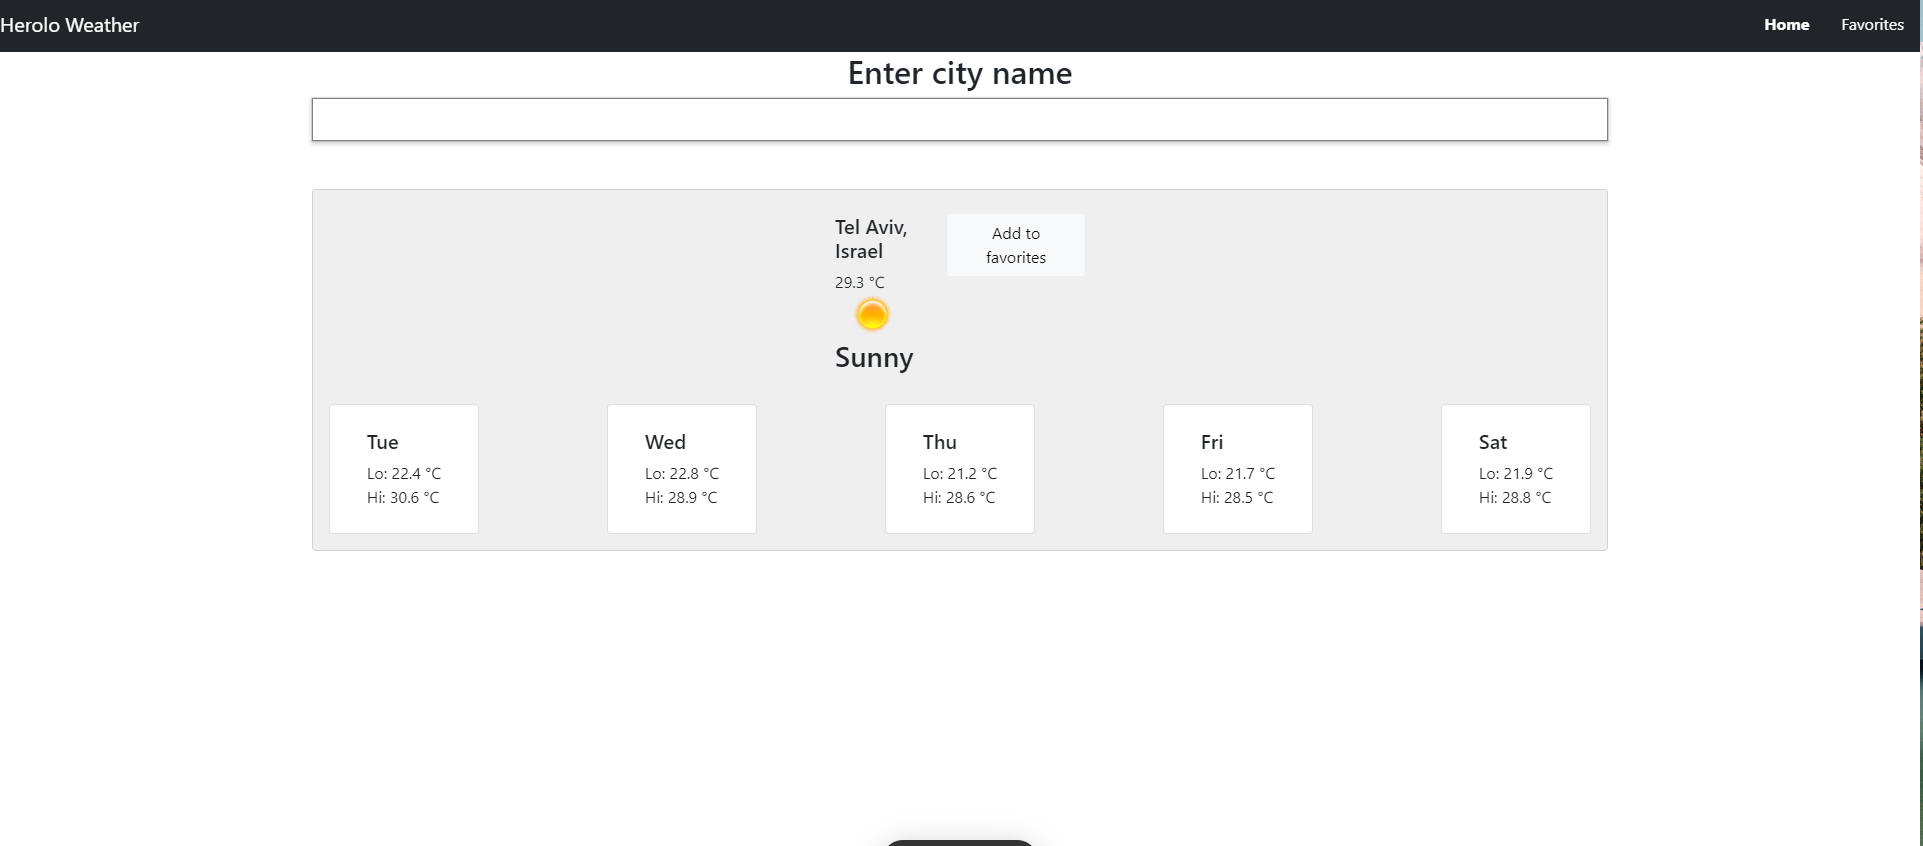 Herolo Weather
Home
Favorites
Enter city name
Tel Aviv,
Israel
29.3 °C
Sunny
Add to
favorites
Tue
Lo: 22.4 °C
Hi: 30.6 °C
Wed
Lo: 22.8 °C
Hi: 28.9 °C
Thu
Lo: 21.2 °C
Hi: 28.6 °C
Fri
Lo: 21.7 °C
Hi: 28.5 °C
Sat
Lo: 21.9 °C
Hi: 28.8 °C